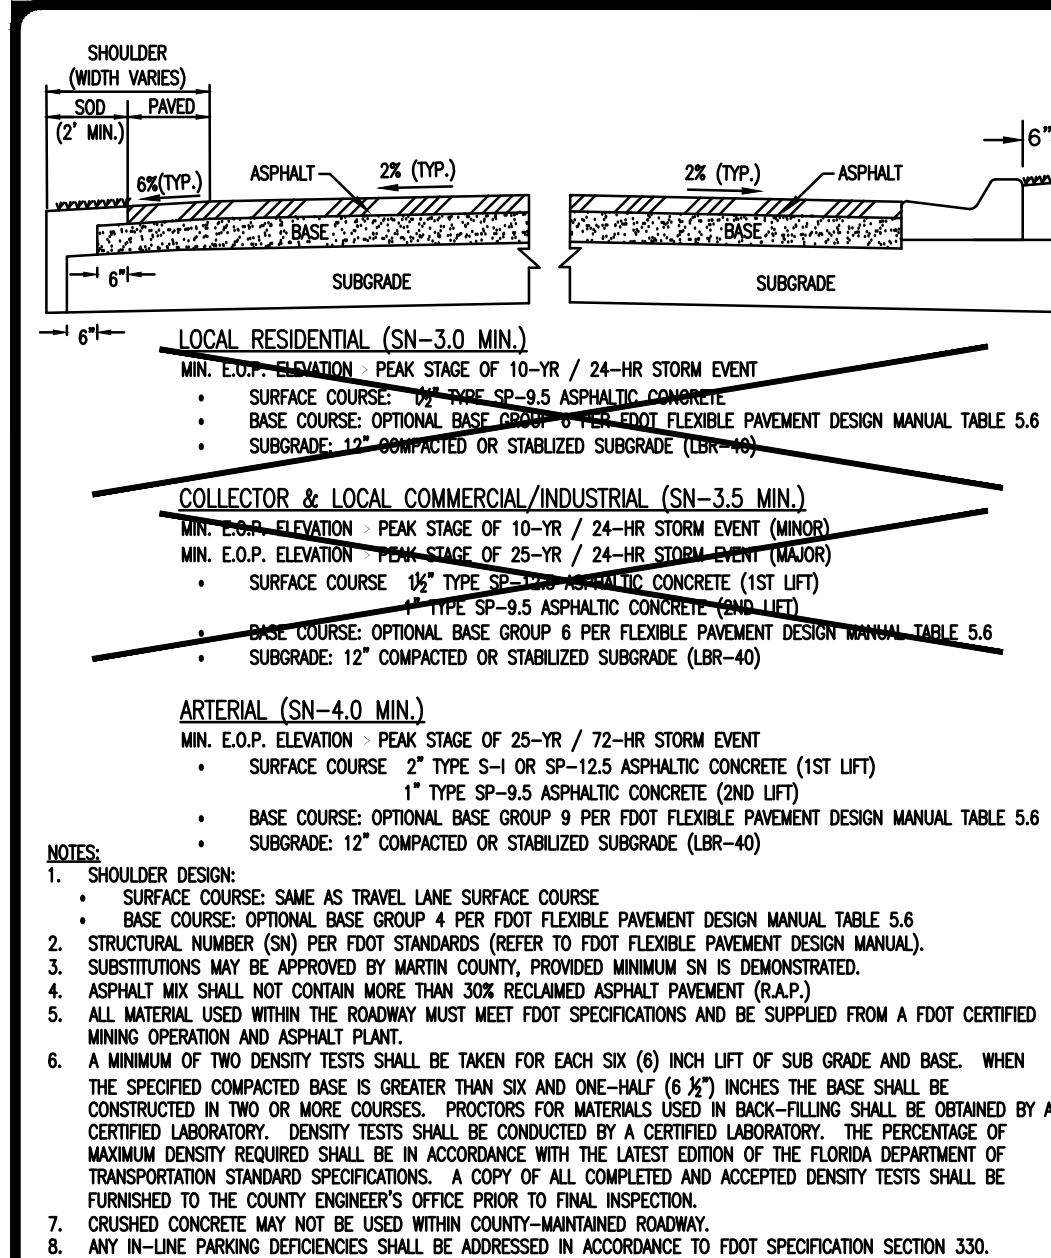 SHOULDER
(WIDTH VARIES)
SOD PAVED
(2' MIN.)
6"
6%(TYP.) ASPHALT 2% (TYP.) 2% (TYP.) ASPHALT
BASE BASE
6" SUBGRADE SUBGRADE
6"
LOCAL RESIDENTIAL (SN-3.0 MIN.)
MIN. E.O.P. ELEVATION > PEAK STAGE OF 10-YR / 24-HR STORM EVENT
• SURFACE COURSE: 1½" TYPE SP-9.5 ASPHALTIC CONCRETE
• BASE COURSE: OPTIONAL BASE GROUP 6 PER FDOT FLEXIBLE PAVEMENT DESIGN MANUAL TABLE 5.6
• SUBGRADE: 12" COMPACTED OR STABLIZED SUBGRADE (LBR-40)
COLLECTOR & LOCAL COMMERCIAL/INDUSTRIAL (SN-3.5 MIN.)
MIN. E.O.P. ELEVATION > PEAK STAGE OF 10-YR / 24-HR STORM EVENT (MINOR)
MIN. E.O.P. ELEVATION > PEAK STAGE OF 25-YR / 24-HR STORM EVENT (MAJOR)
• SURFACE COURSE 1½" TYPE SP-12.5 ASPHALTIC CONCRETE (1ST LIFT)
1" TYPE SP-9.5 ASPHALTIC CONCRETE (2ND LIFT)
• BASE COURSE: OPTIONAL BASE GROUP 6 PER FLEXIBLE PAVEMENT DESIGN MANUAL TABLE 5.6
• SUBGRADE: 12" COMPACTED OR STABILIZED SUBGRADE (LBR-40)
ARTERIAL (SN-4.0 MIN.)
MIN. E.O.P. ELEVATION > PEAK STAGE OF 25-YR / 72-HR STORM EVENT
• SURFACE COURSE 2" TYPE S-I OR SP-12.5 ASPHALTIC CONCRETE (1ST LIFT)
1" TYPE SP-9.5 ASPHALTIC CONCRETE (2ND LIFT)
• BASE COURSE: OPTIONAL BASE GROUP 9 PER FDOT FLEXIBLE PAVEMENT DESIGN MANUAL TABLE 5.6
• SUBGRADE: 12" COMPACTED OR STABILIZED SUBGRADE (LBR-40)
NOTES:
1. SHOULDER DESIGN:
• SURFACE COURSE: SAME AS TRAVEL LANE SURFACE COURSE
• BASE COURSE: OPTIONAL BASE GROUP 4 PER FDOT FLEXIBLE PAVEMENT DESIGN MANUAL TABLE 5.6
2. STRUCTURAL NUMBER (SN) PER FDOT STANDARDS (REFER TO FDOT FLEXIBLE PAVEMENT DESIGN MANUAL).
3. SUBSTITUTIONS MAY BE APPROVED BY MARTIN COUNTY, PROVIDED MINIMUM SN IS DEMONSTRATED.
4. ASPHALT MIX SHALL NOT CONTAIN MORE THAN 30% RECLAIMED ASPHALT PAVEMENT (R.A.P.)
5. ALL MATERIAL USED WITHIN THE ROADWAY MUST MEET FDOT SPECIFICATIONS AND BE SUPPLIED FROM A FDOT CERTIFIED
MINING OPERATION AND ASPHALT PLANT.
6. A MINIMUM OF TWO DENSITY TESTS SHALL BE TAKEN FOR EACH SIX (6) INCH LIFT OF SUB GRADE AND BASE. WHEN
THE SPECIFIED COMPACTED BASE IS GREATER THAN SIX AND ONE-HALF (6 ½") INCHES THE BASE SHALL BE
CONSTRUCTED IN TWO OR MORE COURSES. PROCTORS FOR MATERIALS USED IN BACK-FILLING SHALL BE OBTAINED BY A
CERTIFIED LABORATORY. DENSITY TESTS SHALL BE CONDUCTED BY A CERTIFIED LABORATORY. THE PERCENTAGE OF
MAXIMUM DENSITY REQUIRED SHALL BE IN ACCORDANCE WITH THE LATEST EDITION OF THE FLORIDA DEPARTMENT OF
TRANSPORTATION STANDARD SPECIFICATIONS. A COPY OF ALL COMPLETED AND ACCEPTED DENSITY TESTS SHALL BE
FURNISHED TO THE COUNTY ENGINEER'S OFFICE PRIOR TO FINAL INSPECTION.
7. CRUSHED CONCRETE MAY NOT BE USED WITHIN COUNTY-MAINTAINED ROADWAY.
8. ANY IN-LINE PARKING DEFICIENCIES SHALL BE ADDRESSED IN ACCORDANCE TO FDOT SPECIFICATION SECTION 330.